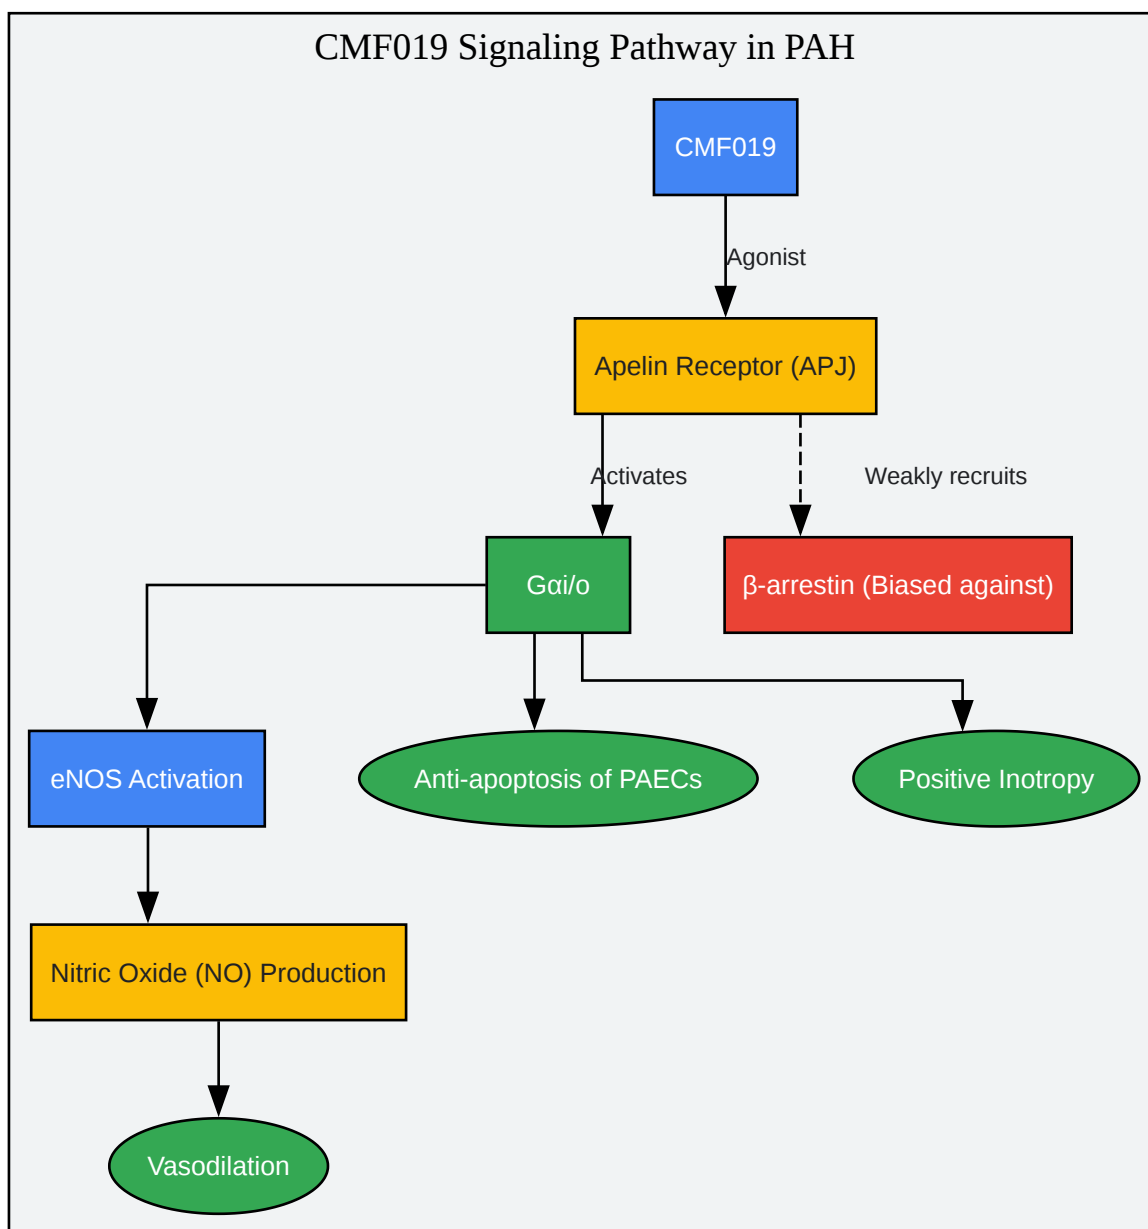 CMF019 Signaling Pathway in PAH
CMF019
Agonist
Apelin Receptor (APJ)
Activates
Weakly recruits
Gαi/o
β-arrestin (Biased against)
eNOS Activation
Anti-apoptosis of PAECs
Positive Inotropy
Nitric Oxide (NO) Production
Vasodilation